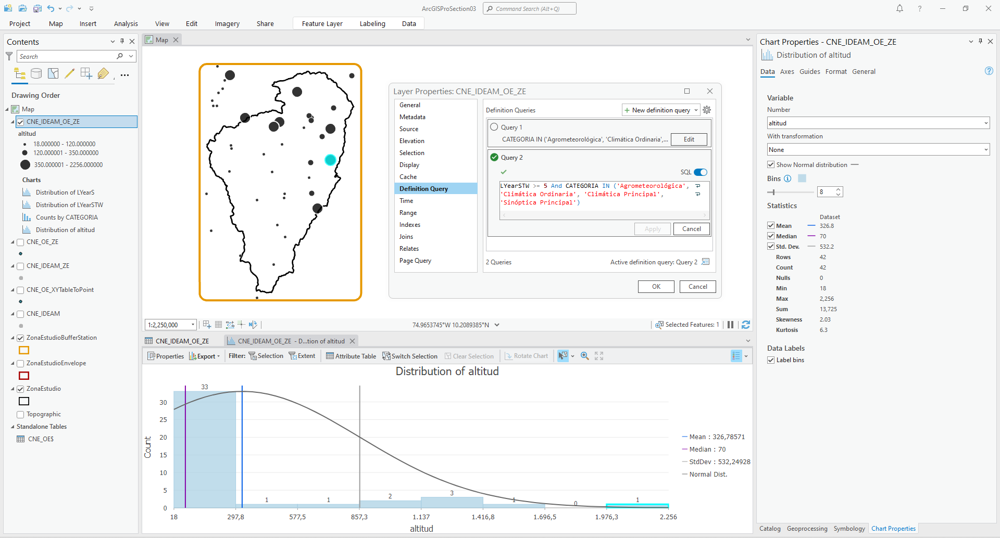 ArcGISProSection03
Command Search (Alt+Q)
?
Project
Map
Insert
Analysis
View
Edit
Imagery
Share
Feature Layer
Labeling
Data
Contents
Search
...
Drawing Order
Map
CNE_IDEAM_OE_ZE
altitud
18.000000 - 120.000000
120.000001 - 350.000000
350.000001 - 2256.000000
Charts
Distribution of LYearS
Distribution of LYearSTW
Counts by CATEGORIA
Distribution of altitud
CNE_OE_ZE
CNE_IDEAM_ZE
CNE_OE_XYTableToPoint
CNE_IDEAM
ZonaEstudioBufferStation
ZonaEstudioEnvelope
ZonaEstudio
Topographic
Standalone Tables
CNE_OE$
Map
Layer Properties: CNE_IDEAM_OE_ZE
General
Metadata
Source
Elevation
Selection
Display
Cache
Definition Query
Time
Range
Indexes
Joins
Relates
Page Query
Definition Queries
New definition query
Query 1
CATEGORIA IN ('Agrometeorológica', 'Climática Ordinaria',...
Edit
Query 2
SQL
LYearSTW >= 5 And CATEGORIA IN ('Agrometeorológica',
'Climática Ordinaria', 'Climática Principal',
'Sinóptica Principal')
Apply
Cancel
2 Queries
Active definition query: Query 2
OK
Cancel
1:2,250,000
74.9653745°W 10.2089385°N
Selected Features: 1
CNE_IDEAM_OE_ZE
CNE_IDEAM_OE_ZE - D...tion of altitud
Properties
Export
Filter:
Selection
Extent
Attribute Table
Switch Selection
Clear Selection
Rotate Chart
Distribution of altitud
Count
30
25
20
15
10
5
0
33
1
1
2
3
1
0
1
18
297,8
577,5
857,3
1.137
1.416,8
1.696,5
1.976,3
2.256
altitud
Mean : 326,78571
Median : 70
StdDev : 532,24928
Normal Dist.
Chart Properties - CNE_IDEAM_OE_ZE
Distribution of altitud
Data
Axes
Guides
Format
General
?
Variable
Number
altitud
With transformation
None
Show Normal distribution
Bins
8
Statistics
Dataset
Mean 326.8
Median 70
Std. Dev. 532.2
Rows 42
Count 42
Nulls 0
Min 18
Max 2,256
Sum 13,725
Skewness 2.03
Kurtosis 6.3
Data Labels
Label bins
Catalog
Geoprocessing
Symbology
Chart Properties